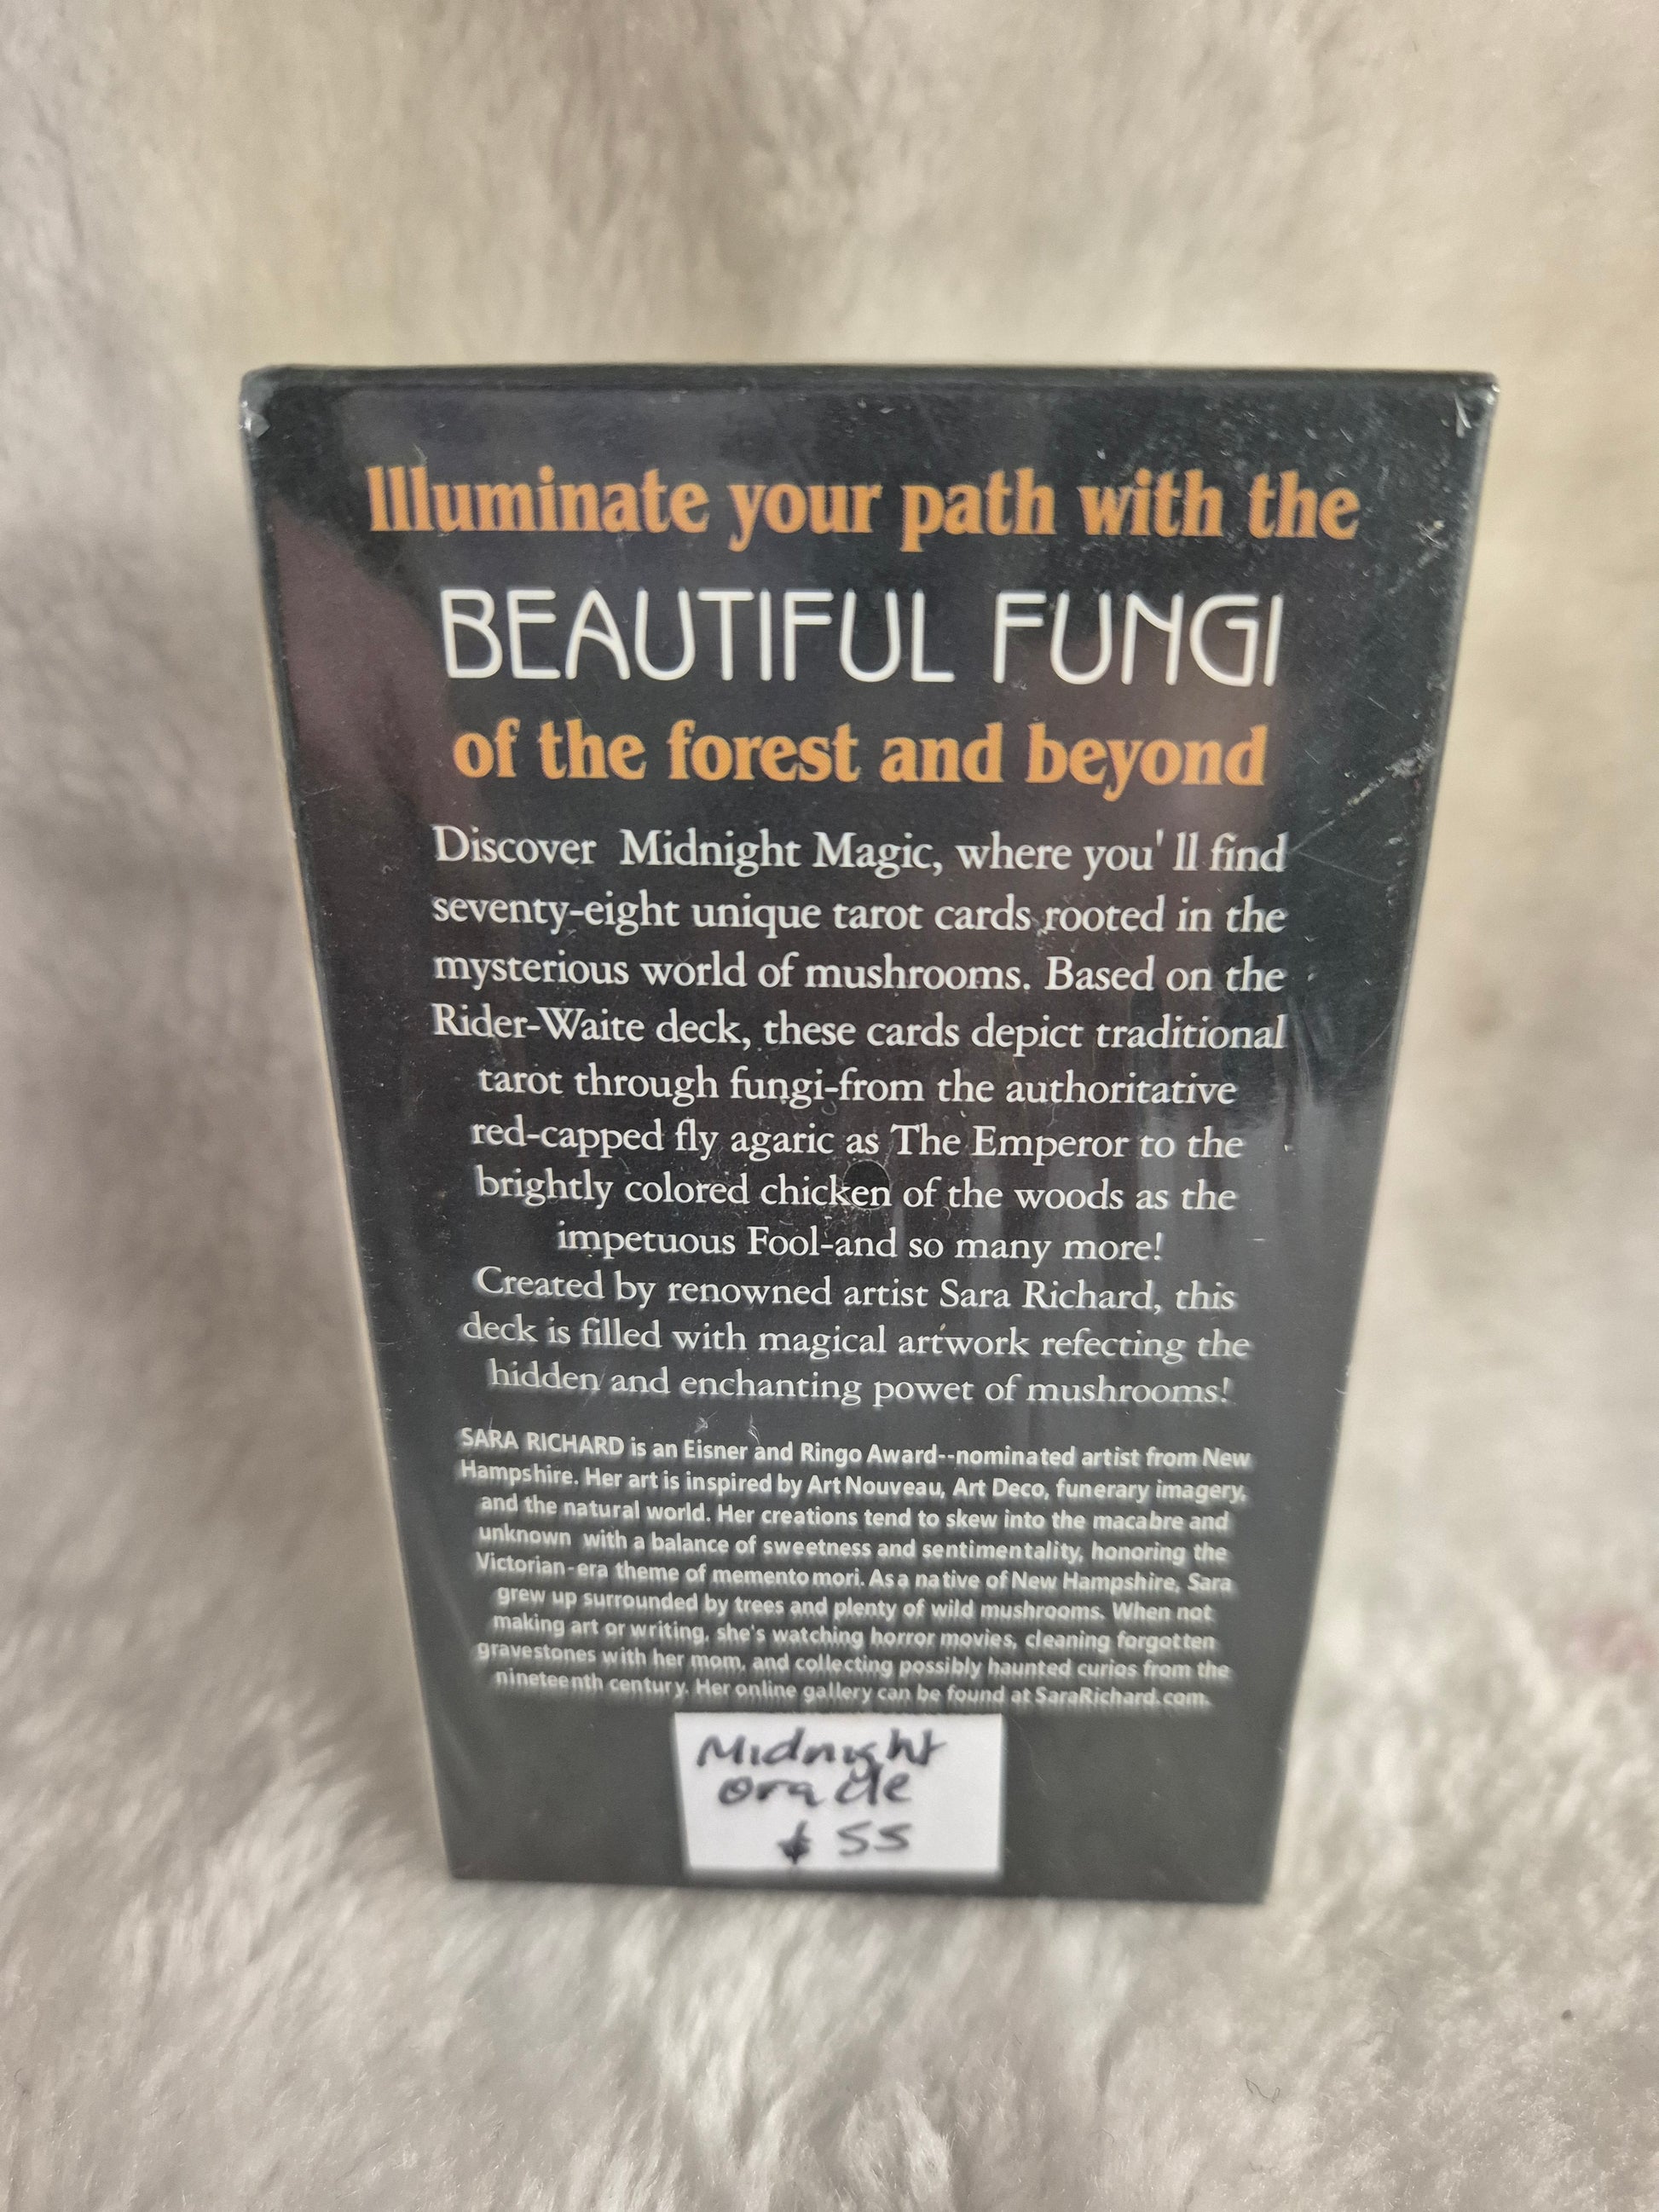 Illuminate your path with the
BEAUTIFUL FUNGI
of the forest and beyond
Discover Midnight Magic, where you' ll find
seventy-eight unique tarot cards rooted in the
mysterious world of mushrooms. Based on the
Rider-Waite deck, these cards depict traditional
tarot through fungi-from the authoritative
red-capped fly agaric as The Emperor to the
brightly colored chicken of the woods as the
impetuous Fool-and so many more!
Created by renowned artist Sara Richard, this
deck is filled with magical artwork refecting the
hidden and enchanting powet of mushrooms!
SARA RICHARD is an Eisner and Ringo Award--nominated artist from New
Hampshire. Her art is inspired by Art Nouveau, Art Deco, funerary imagery,
and the natural world. Her creations tend to skew into the macabre and
unknown with a balance of sweetness and sentimentality, honoring the
Victorian-era theme of memento mori. As a native of New Hampshire, Sara
grew up surrounded by trees and plenty of wild mushrooms. When not
making art or writing, she's watching horror movies, cleaning forgotten
gravestones with her mom, and collecting possibly haunted curios from the
nineteenth century. Her online gallery can be found at SaraRichard.com.
Midnight
oracle
$55